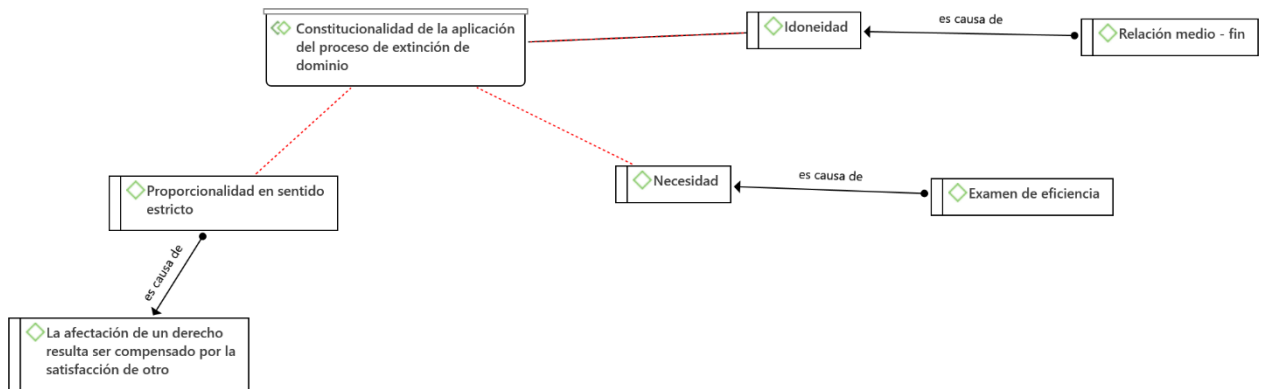 Constitucionalidad de la aplicación
del proceso de extinción de
dominio
Idoneidad
es causa de
Relación medio - fin
Proporcionalidad en sentido
estricto
Necesidad
es causa de
Examen de eficiencia
es causa de
La afectación de un derecho
resulta ser compensado por la
satisfacción de otro